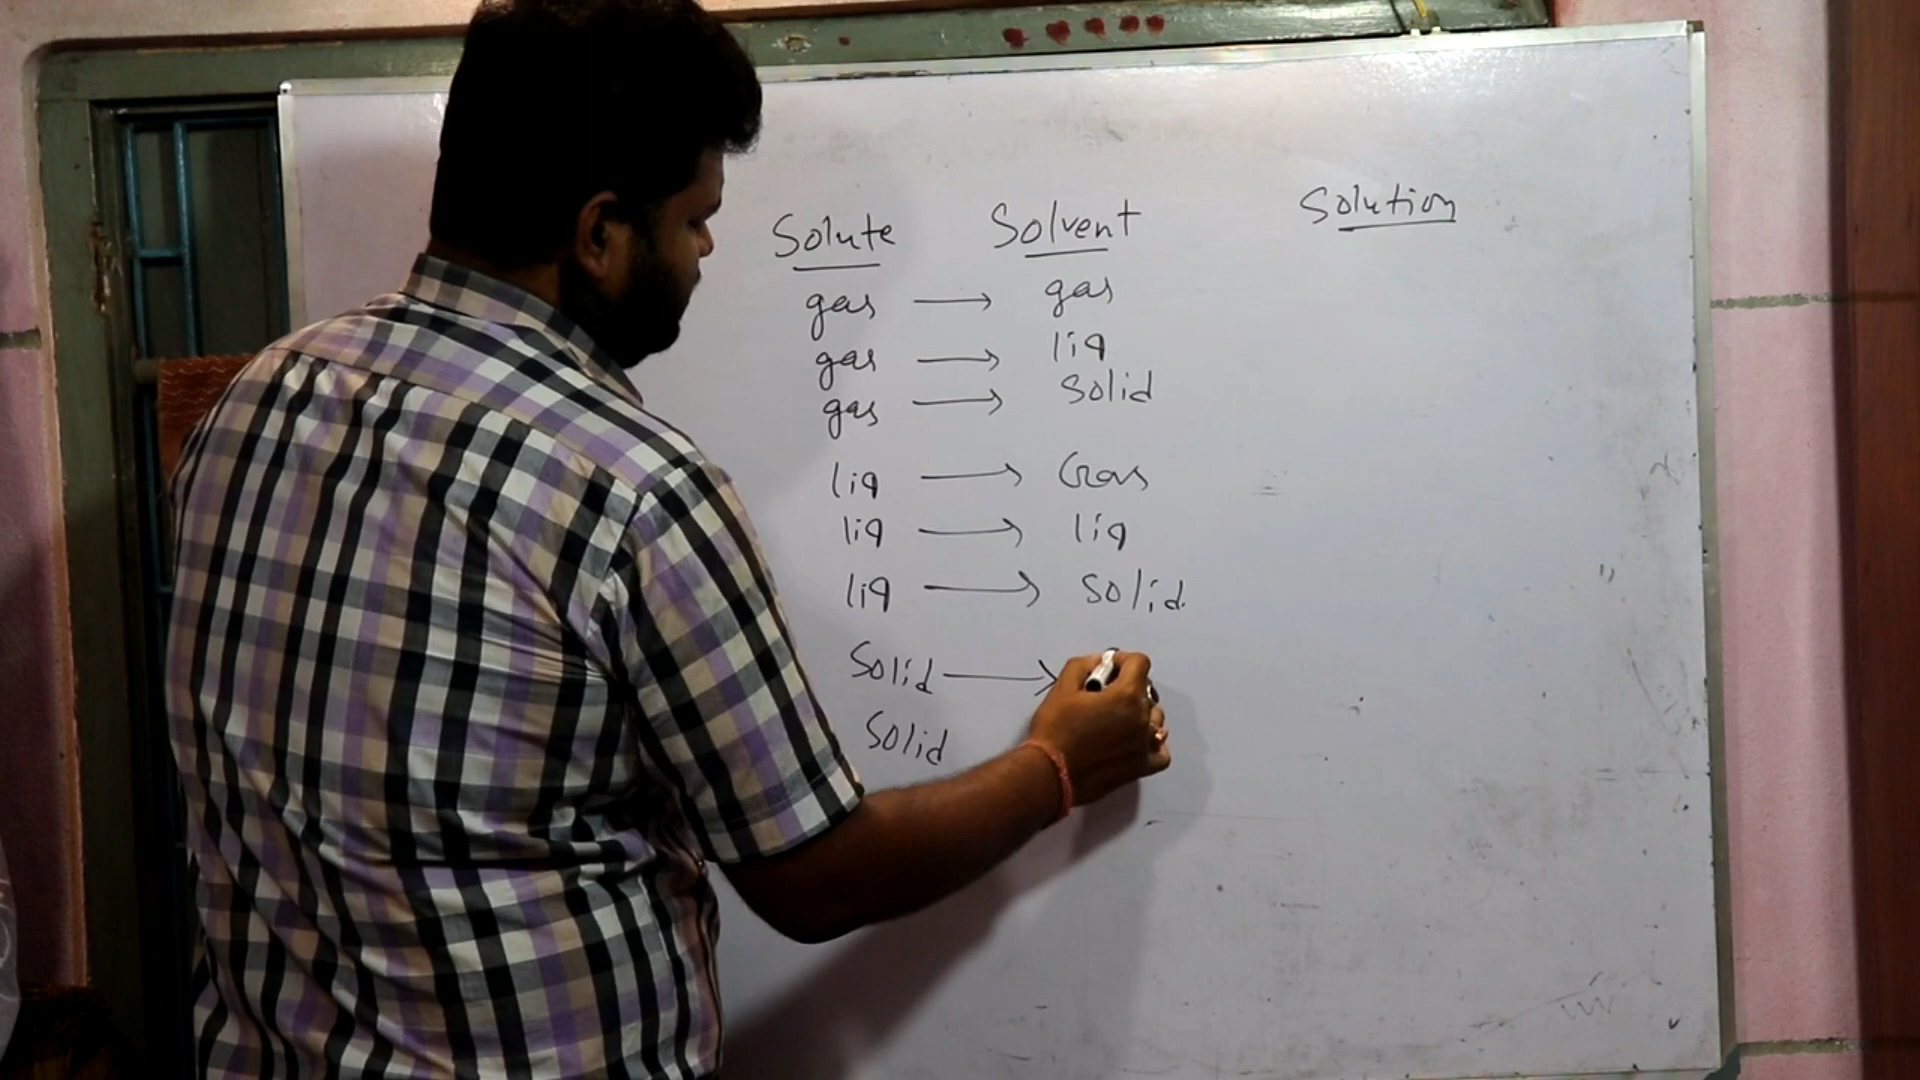 Solute Solvent Solution
gas → gas
gas → liq
gas → solid
liq → Gas
liq → liq
liq → solid.
Solid →
Solid